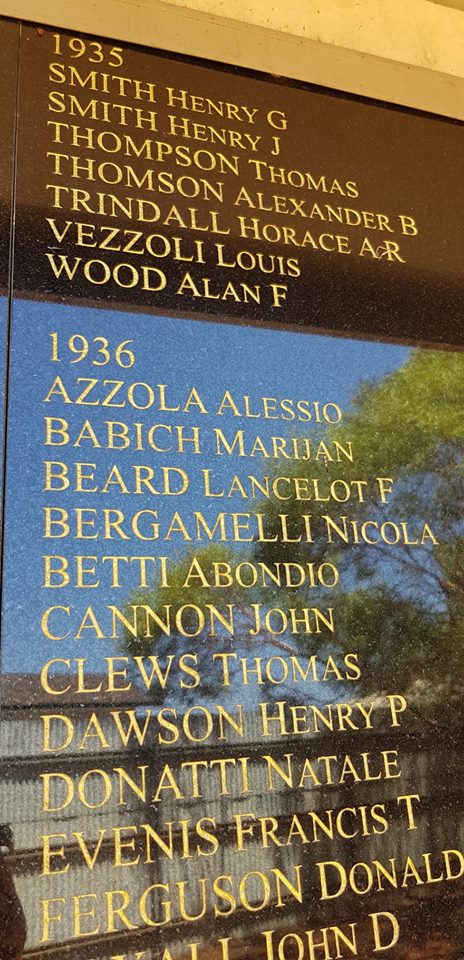 1935
SMITH HENRY G
SMITH HENRY J
THOMPSON THOMAS
THOMSON ALEXANDER B
TRINDALL HORACE A R
VEZZOLI LOUIS
WOOD ALAN F
1936
AZZOLA ALESSIO
BABICH MARIJAN
BEARD LANCELOT F
BERGAMELLI NICOLA
BETTI ABONDIO
CANNON JOHN
CLEWS THOMAS
DAWSON HENRY P
DONATTI NATALE
EVENIS FRANCIS T
FERGUSON DONALD
JOHN D